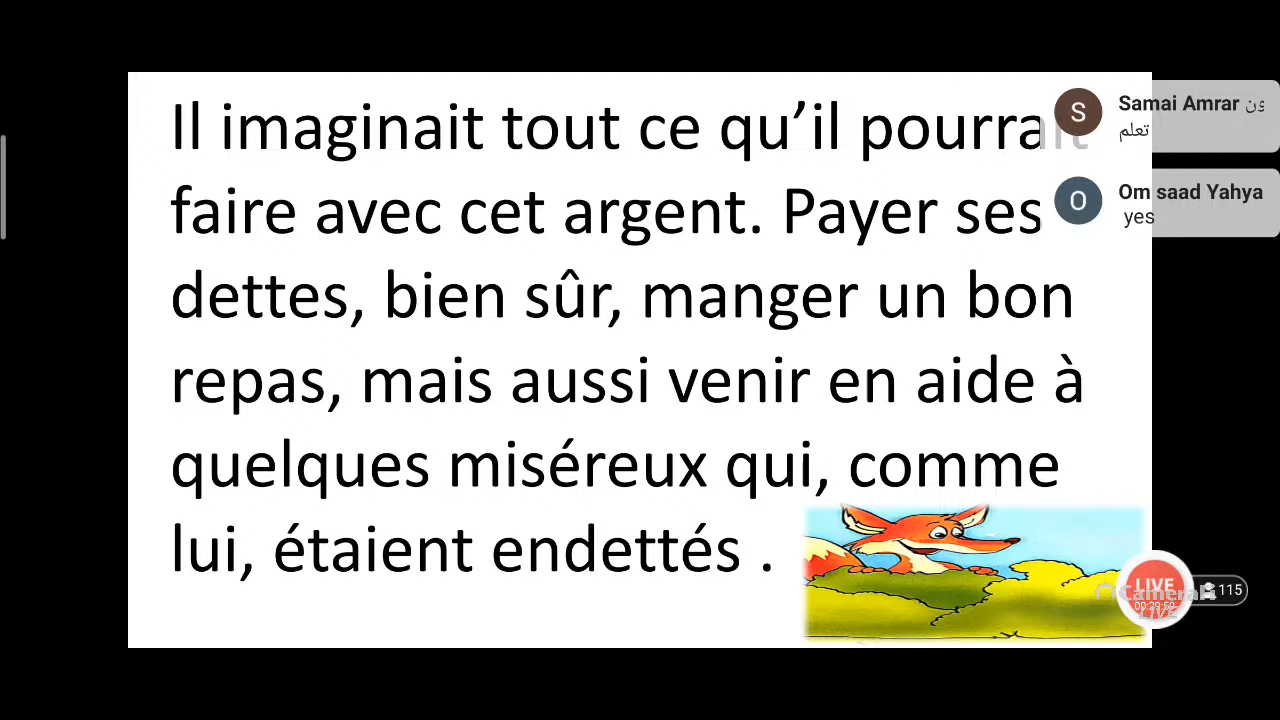 Il imaginait tout ce qu’il pourrait
faire avec cet argent. Payer ses
dettes, bien sûr, manger un bon
repas, mais aussi venir en aide à
quelques miséreux qui, comme
lui, étaient endettés .
S
Samai Amrar
تعلم
O
Om saad Yahya
yes
LIVE
115
CameraFi
LIVE